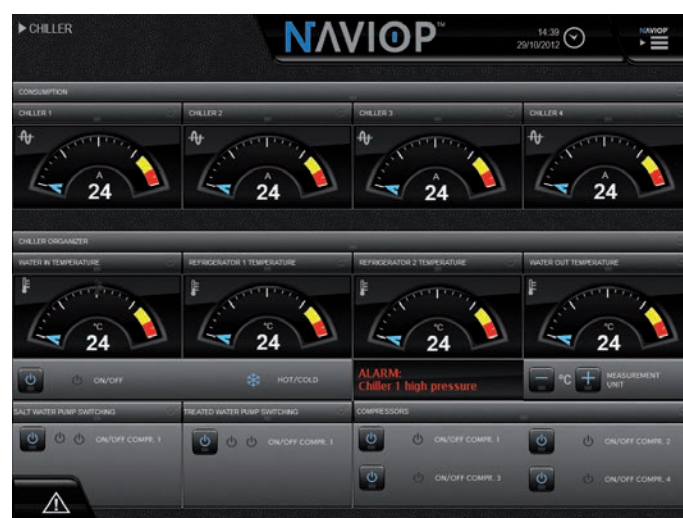 CHILLER
NAVIOP™
14:39
29/10/2012
NAVIOP
CONSUMPTION
CHILLER 1 CHILLER 2 CHILLER 3 CHILLER 4
A A A A
24 24 24 24
CHILLER ORGANIZER
WATER IN TEMPERATURE REFRIGERATOR 1 TEMPERATURE REFRIGERATOR 2 TEMPERATURE WATER OUT TEMPERATURE
°C °C °C °C
24 24 24 24
ON/OFF HOT/COLD
ALARM:
Chiller 1 high pressure
− °C + MEASUREMENT
UNIT
SALT WATER PUMP SWITCHING TREATED WATER PUMP SWITCHING COMPRESSORS
ON/OFF COMPR. 1 ON/OFF COMPR. 1 ON/OFF COMPR. 1 ON/OFF COMPR. 2
ON/OFF COMPR. 3 ON/OFF COMPR. 4